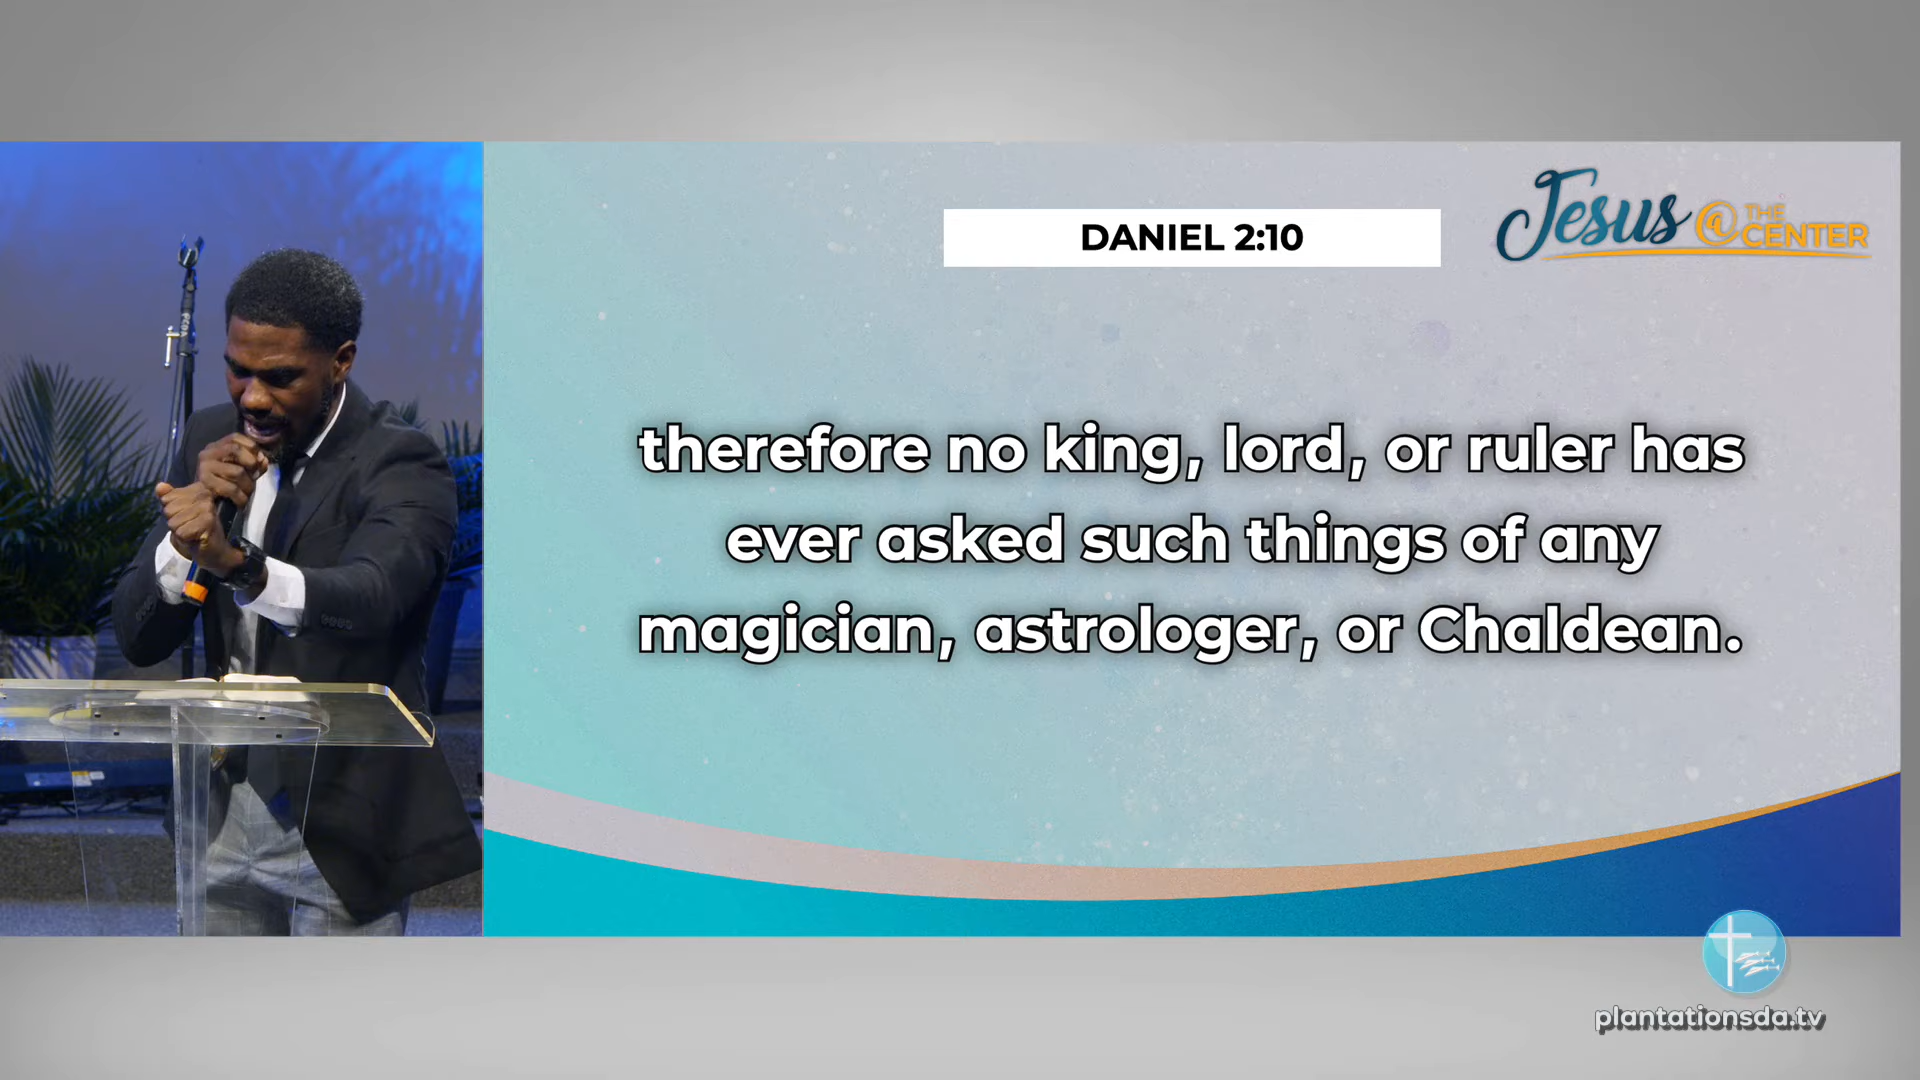 DANIEL 2:10
Jesus @ THE CENTER
therefore no king, lord, or ruler has
ever asked such things of any
magician, astrologer, or Chaldean.
plantationsda.tv